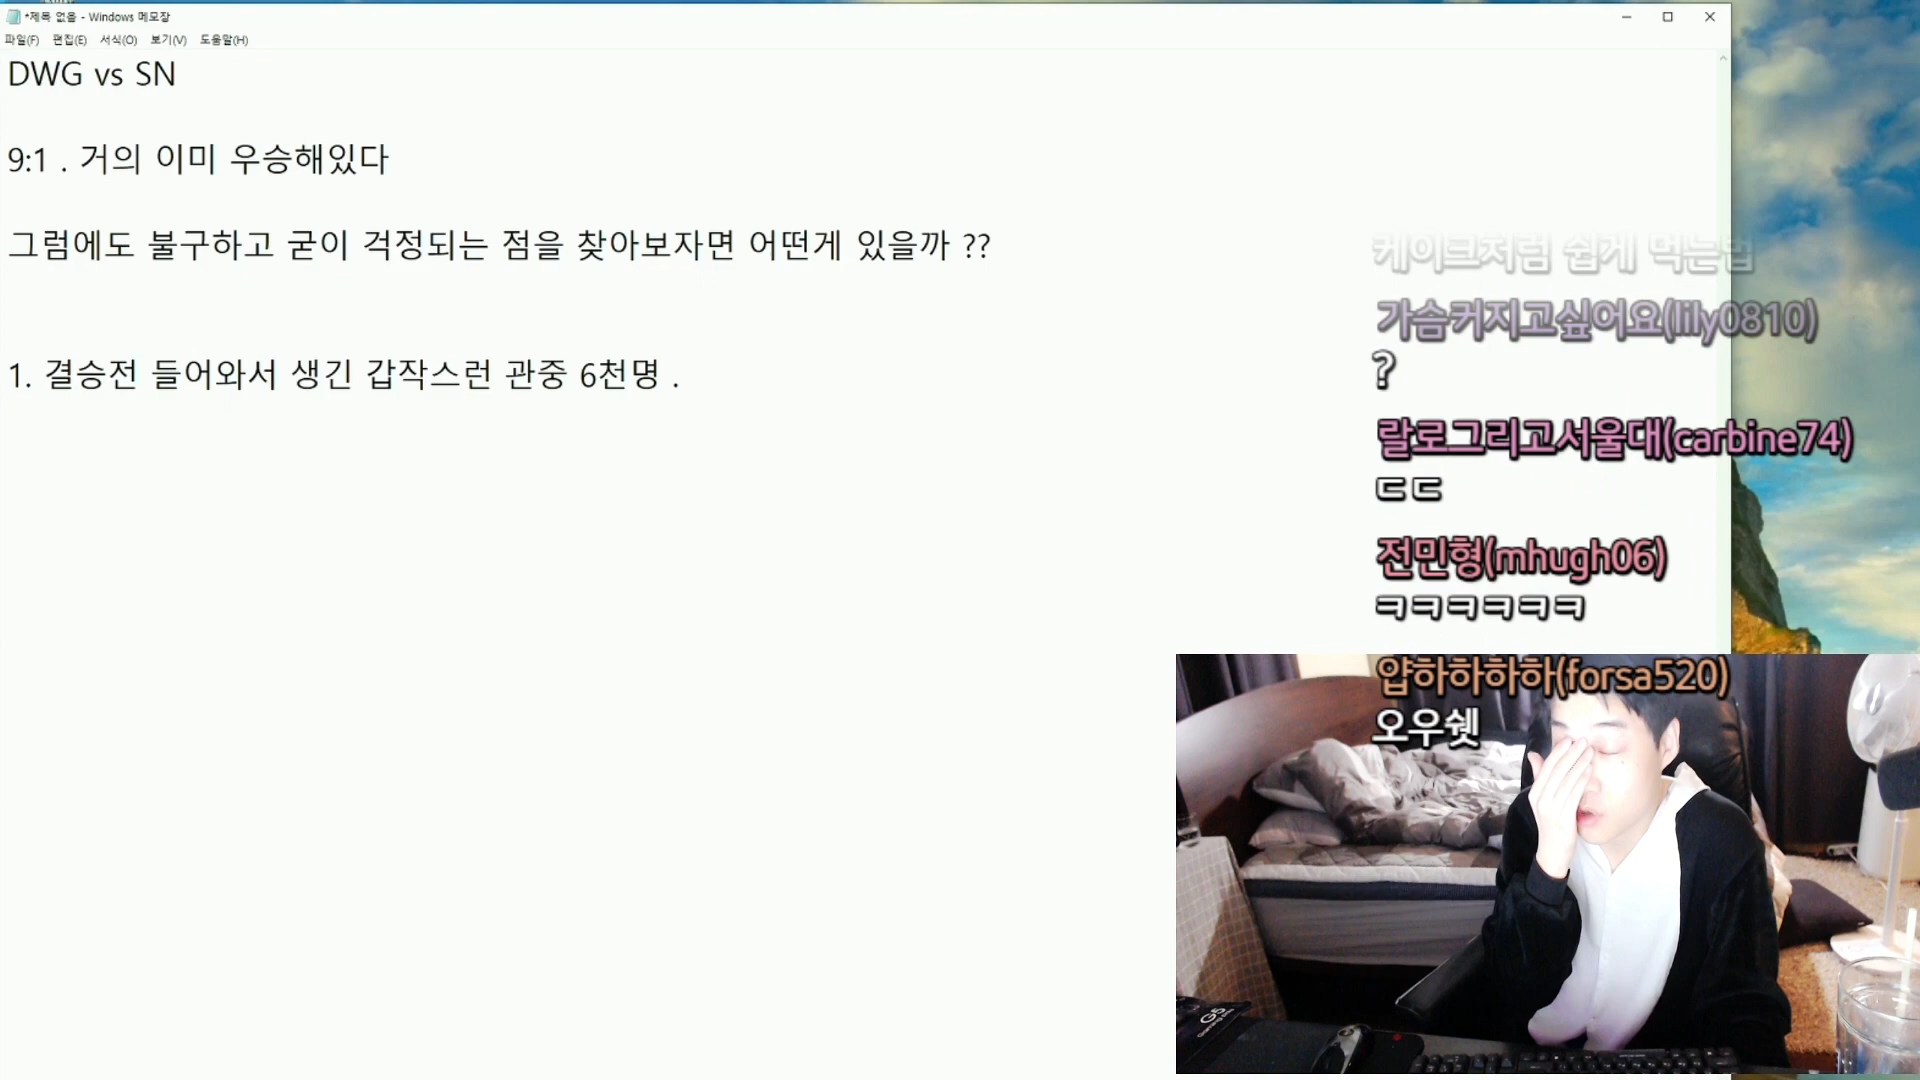 *제목 없음 - Windows 메모장
파일(F) 편집(E) 서식(O) 보기(V) 도움말(H)
DWG vs SN
9:1 . 거의 이미 우승해있다
그럼에도 불구하고 굳이 걱정되는 점을 찾아보자면 어떤게 있을까 ??
1. 결승전 들어와서 생긴 갑작스런 관중 6천명 .
케이크처럼 쉽게 먹는법
가슴커지고싶어요(lily0810)
?
랄로그리고서울대(carbine74)
ㄷㄷ
전민형(mhugh06)
ㅋㅋㅋㅋㅋㅋ
얍하하하하(forsa520)
오우쉣
G5